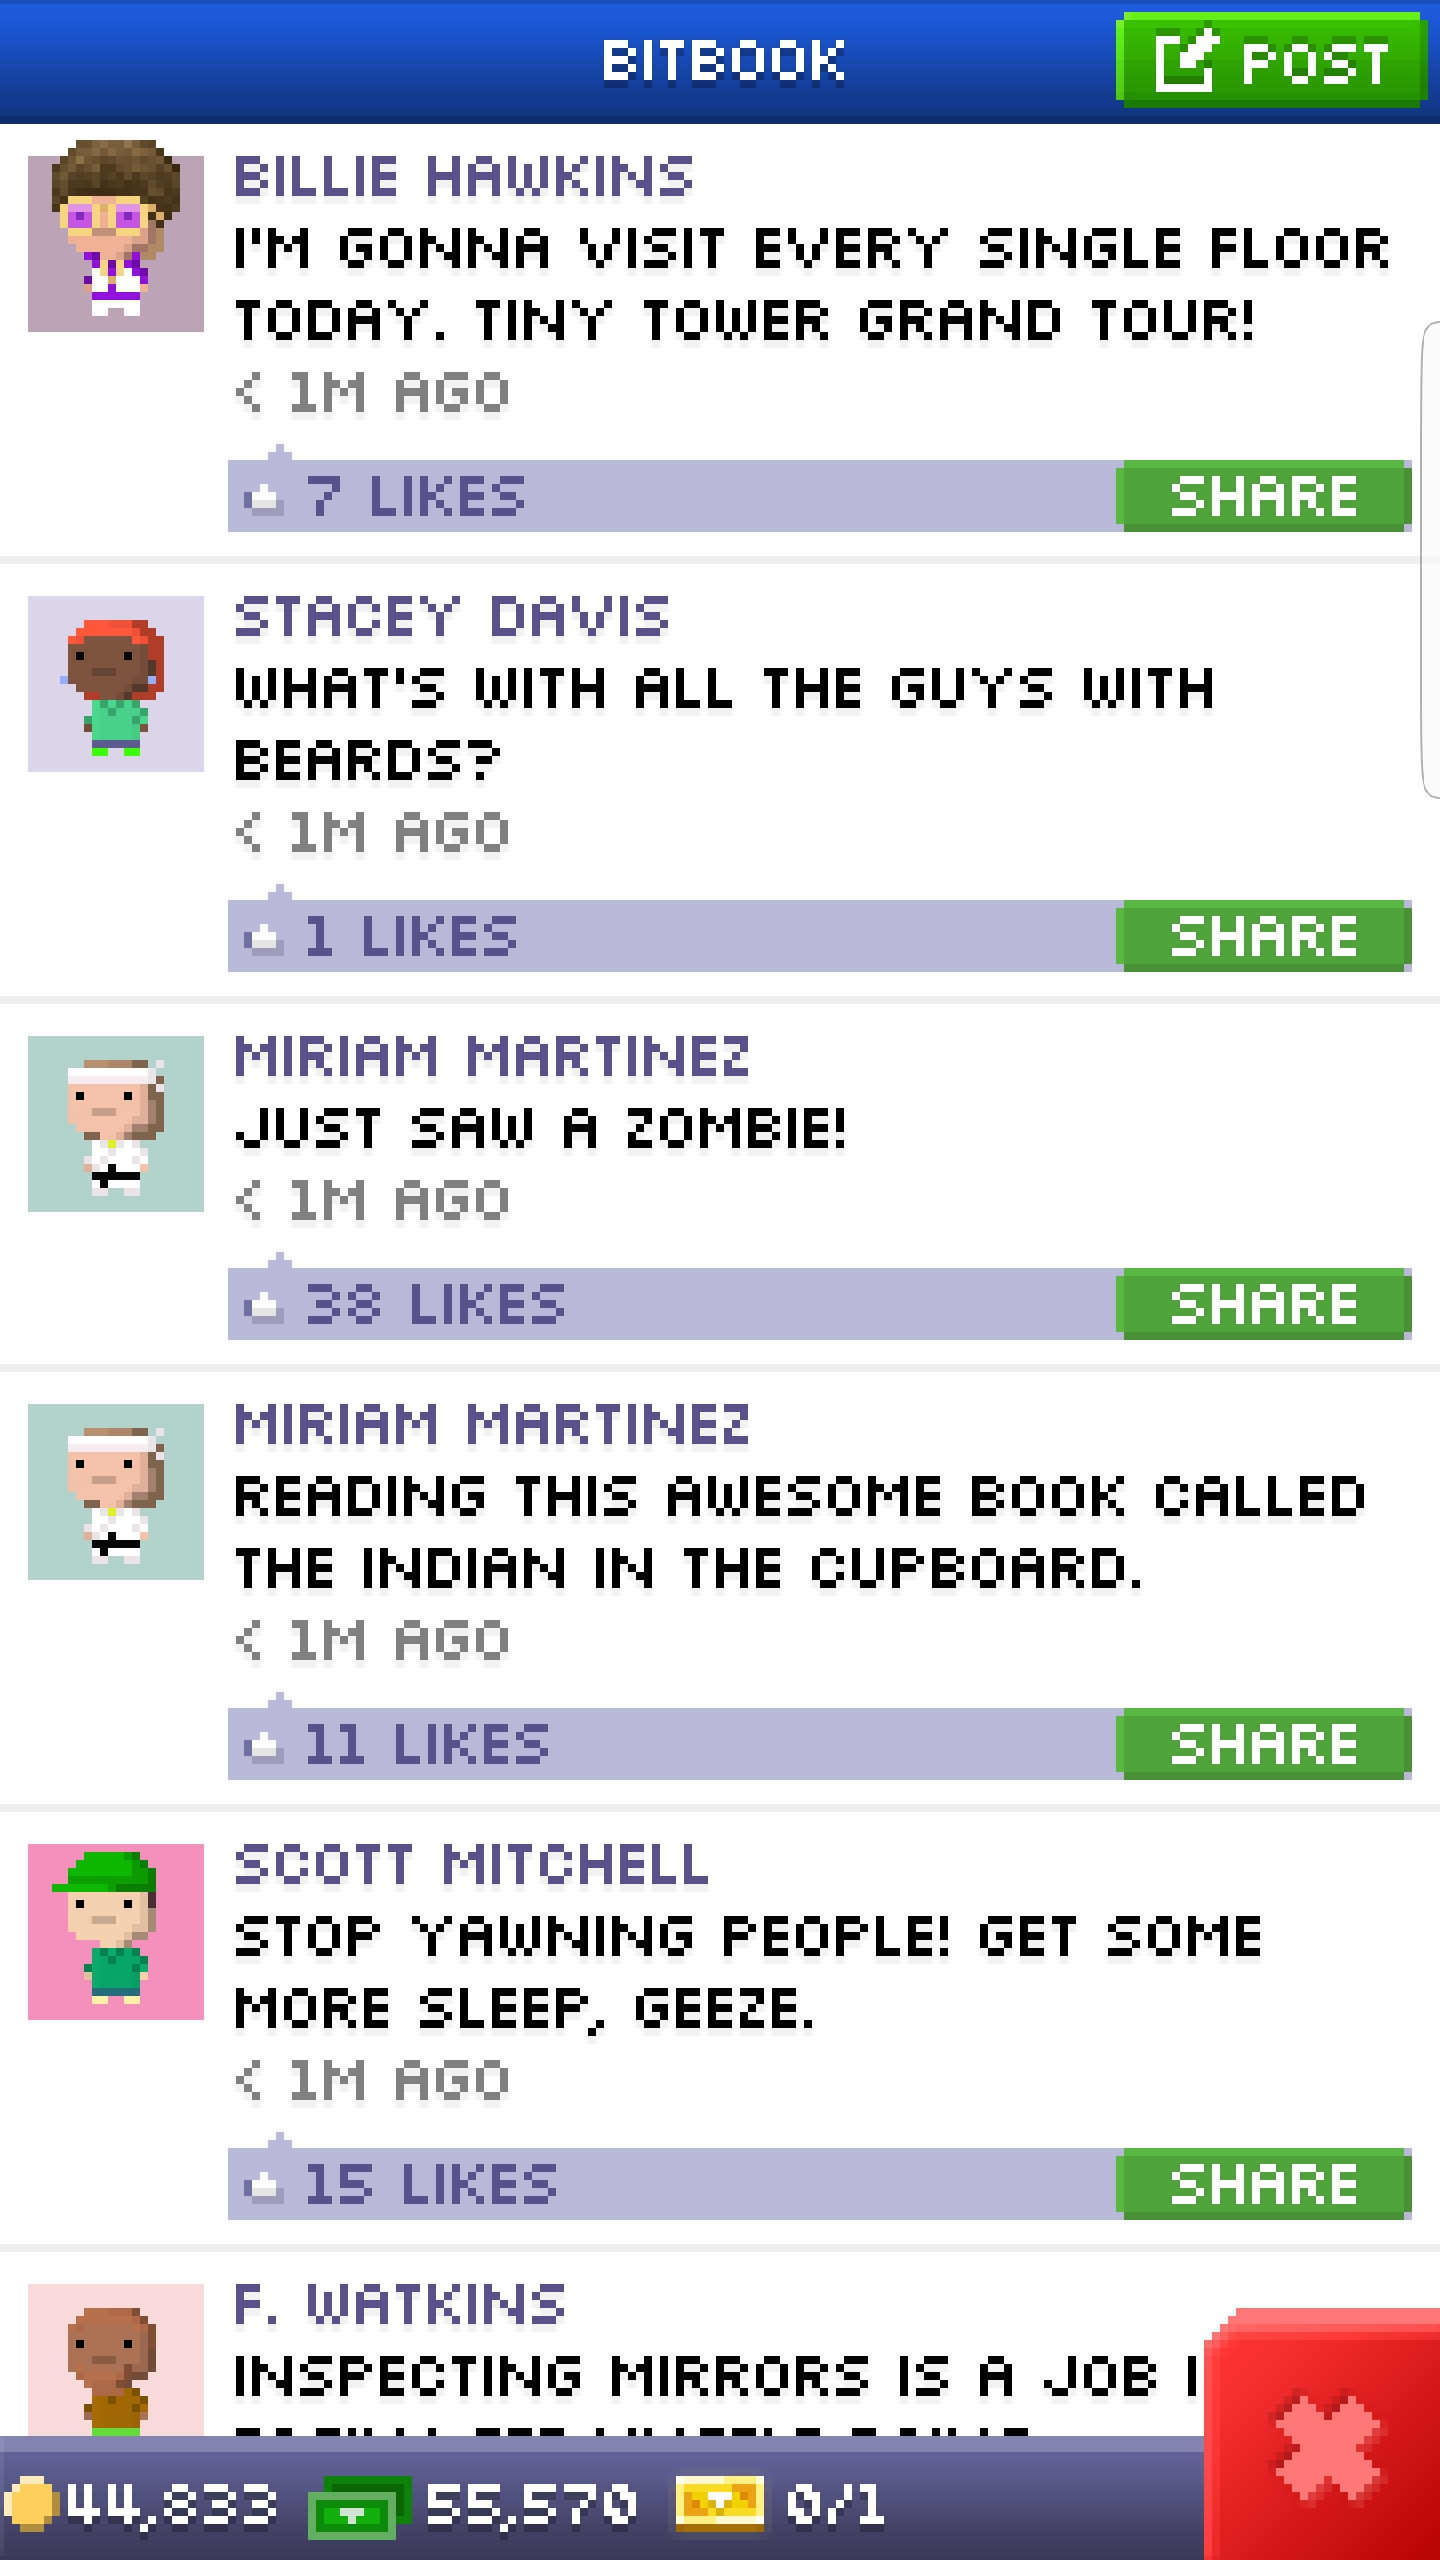 BITBOOK
POST
BILLIE HAWKINS
I'M GONNA VISIT EVERY SINGLE FLOOR
TODAY. TINY TOWER GRAND TOUR!
< 1M AGO
7 LIKES
SHARE
STACEY DAVIS
WHAT'S WITH ALL THE GUYS WITH
BEARDS?
< 1M AGO
1 LIKES
SHARE
MIRIAM MARTINEZ
JUST SAW A ZOMBIE!
< 1M AGO
38 LIKES
SHARE
MIRIAM MARTINEZ
READING THIS AWESOME BOOK CALLED
THE INDIAN IN THE CUPBOARD.
< 1M AGO
11 LIKES
SHARE
SCOTT MITCHELL
STOP YAWNING PEOPLE! GET SOME
MORE SLEEP, GEEZE.
< 1M AGO
15 LIKES
SHARE
F. WATKINS
INSPECTING MIRRORS IS A JOB I
44,833
55,570
0/1